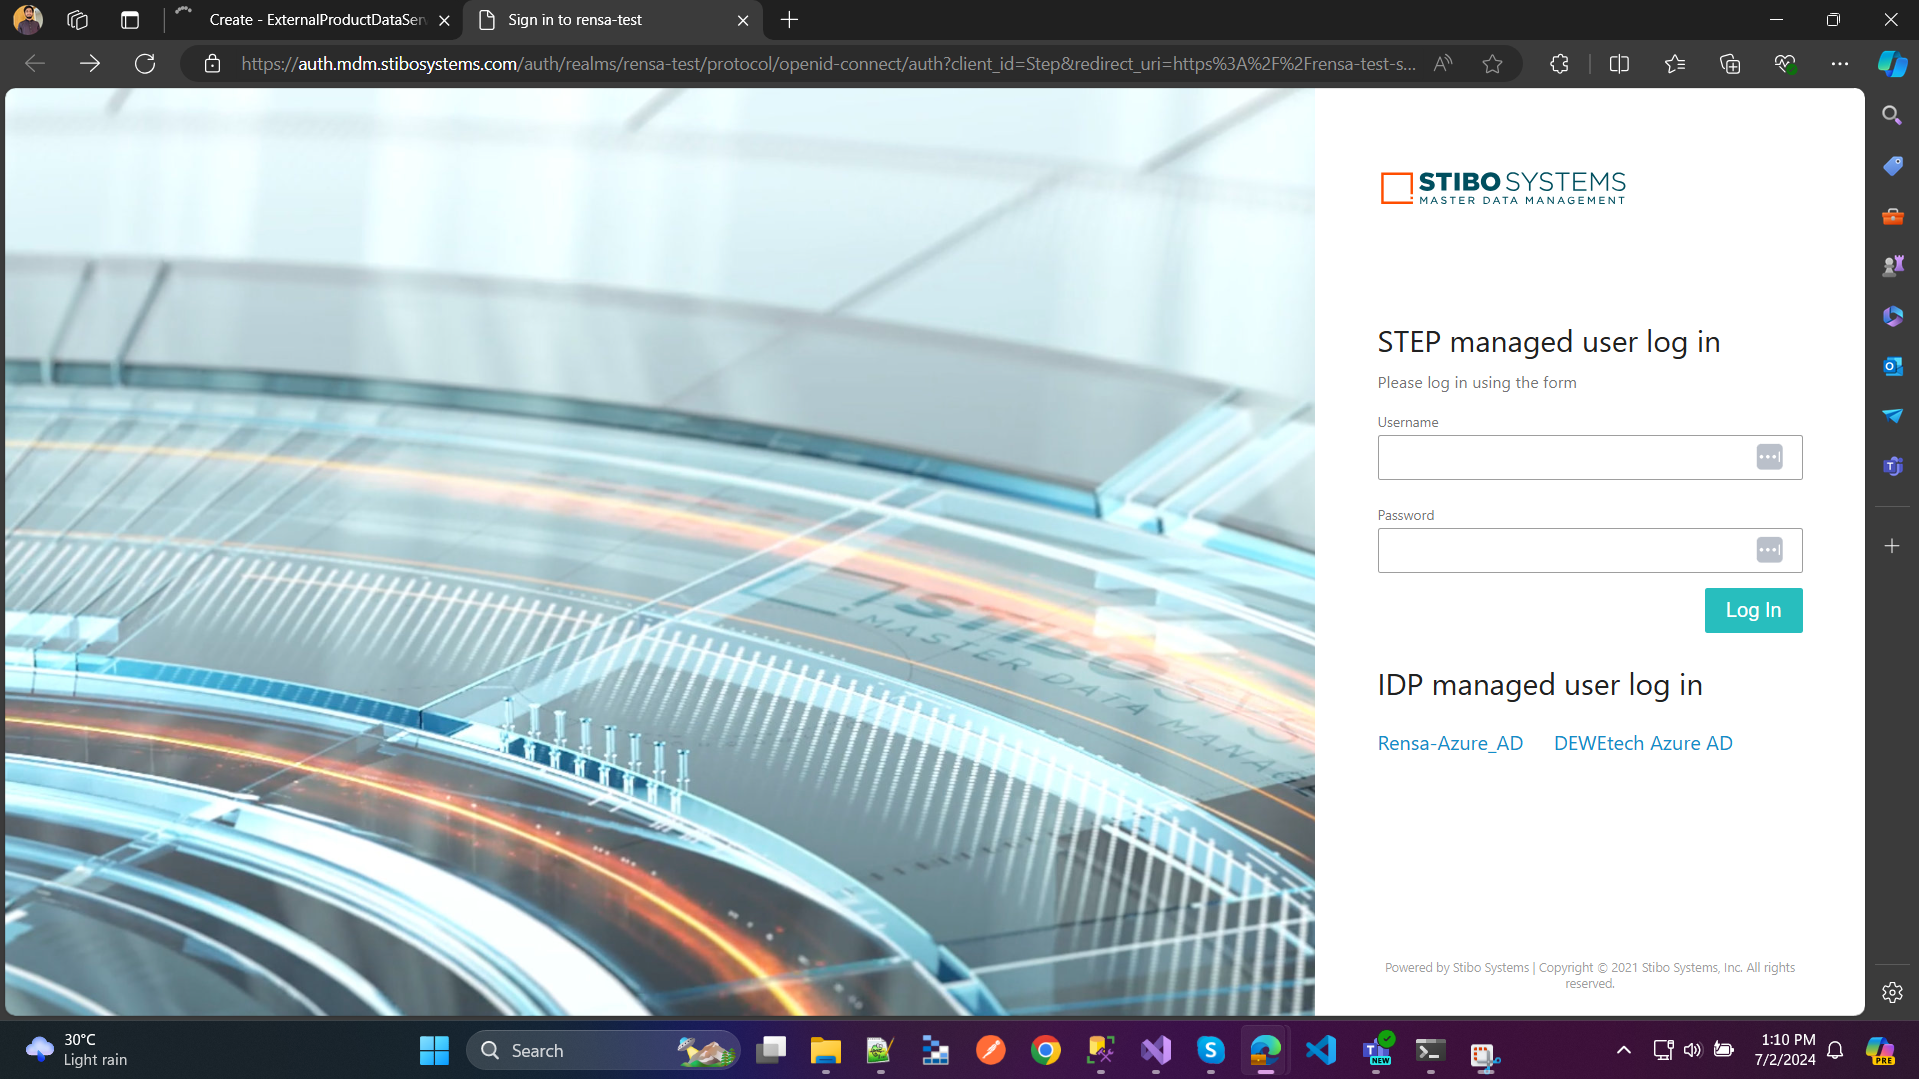 Create - ExternalProductDataSer
Sign in to rensa-test
https://auth.mdm.stibosystems.com/auth/realms/rensa-test/protocol/openid-connect/auth?client_id=Step&redirect_uri=https%3A%2F%2Frensa-test-s...
STIBO SYSTEMS
MASTER DATA MANAGEMENT
STEP managed user log in
Please log in using the form
Username
Password
Log In
IDP managed user log in
Rensa-Azure_AD DEWEtech Azure AD
Powered by Stibo Systems | Copyright © 2021 Stibo Systems, Inc. All rights
reserved.
30°C
Light rain
Search
NEW
1:10 PM
7/2/2024
PRE